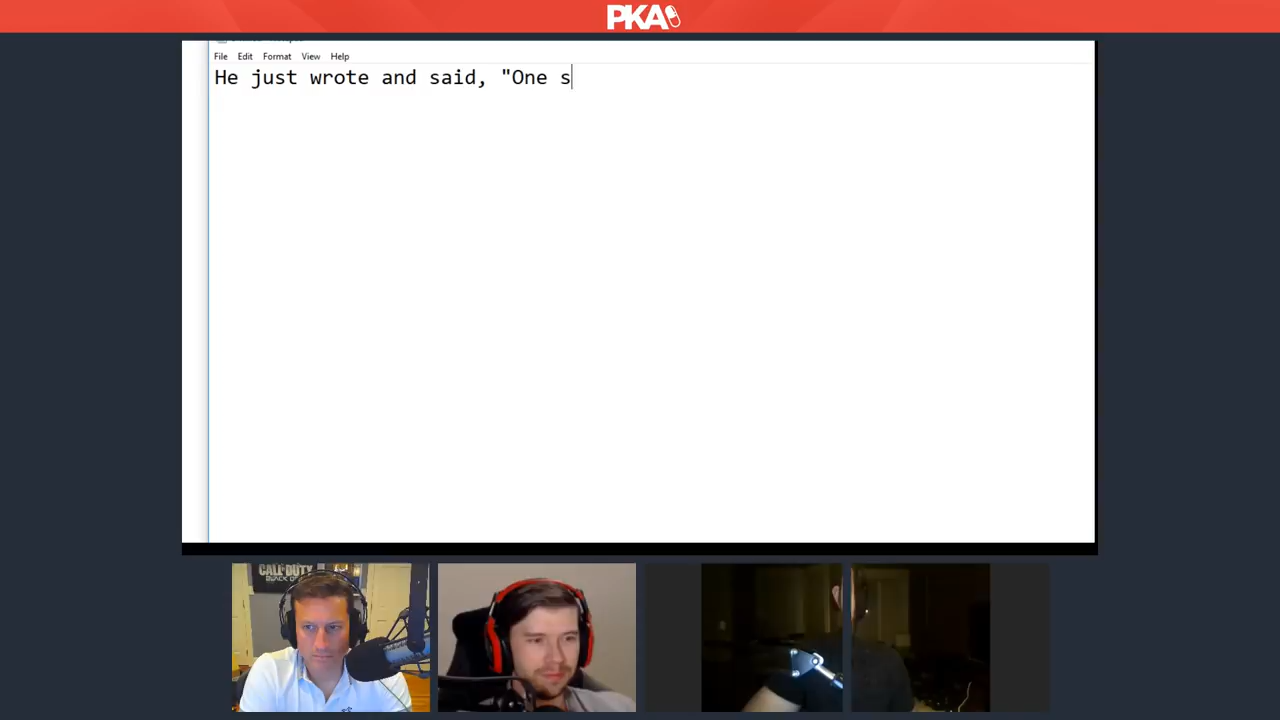 PKA
File Edit Format View Help
He just wrote and said, "One s
CALL OF DUTY
BLACK OPS